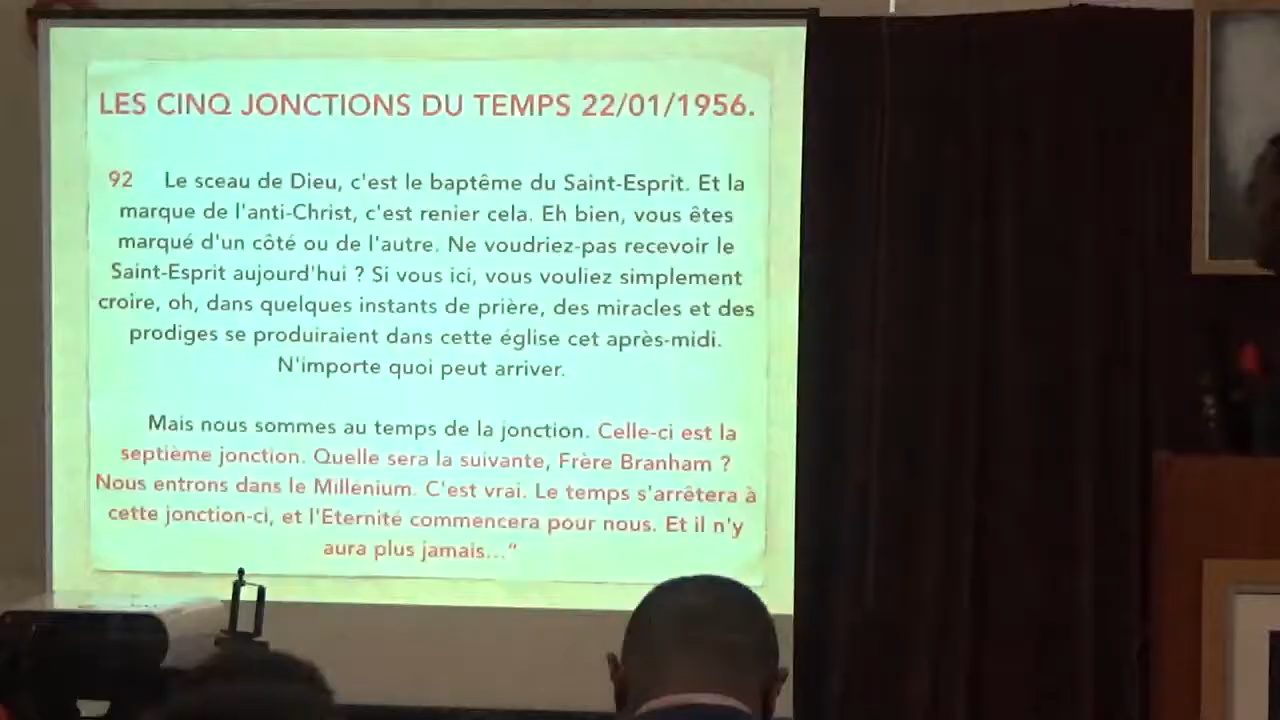 LES CINQ JONCTIONS DU TEMPS 22/01/1956.
92 Le sceau de Dieu, c'est le baptême du Saint-Esprit. Et la
marque de l'anti-Christ, c'est renier cela. Eh bien, vous êtes
marqué d'un côté ou de l'autre. Ne voudriez-pas recevoir le
Saint-Esprit aujourd'hui ? Si vous ici, vous vouliez simplement
croire, oh, dans quelques instants de prière, des miracles et des
prodiges se produiraient dans cette église cet après-midi.
N'importe quoi peut arriver.
Mais nous sommes au temps de la jonction. Celle-ci est la
septième jonction. Quelle sera la suivante, Frère Branham ?
Nous entrons dans le Millénium. C'est vrai. Le temps s'arrêtera à
cette jonction-ci, et l'Eternité commencera pour nous. Et il n'y
aura plus jamais..."